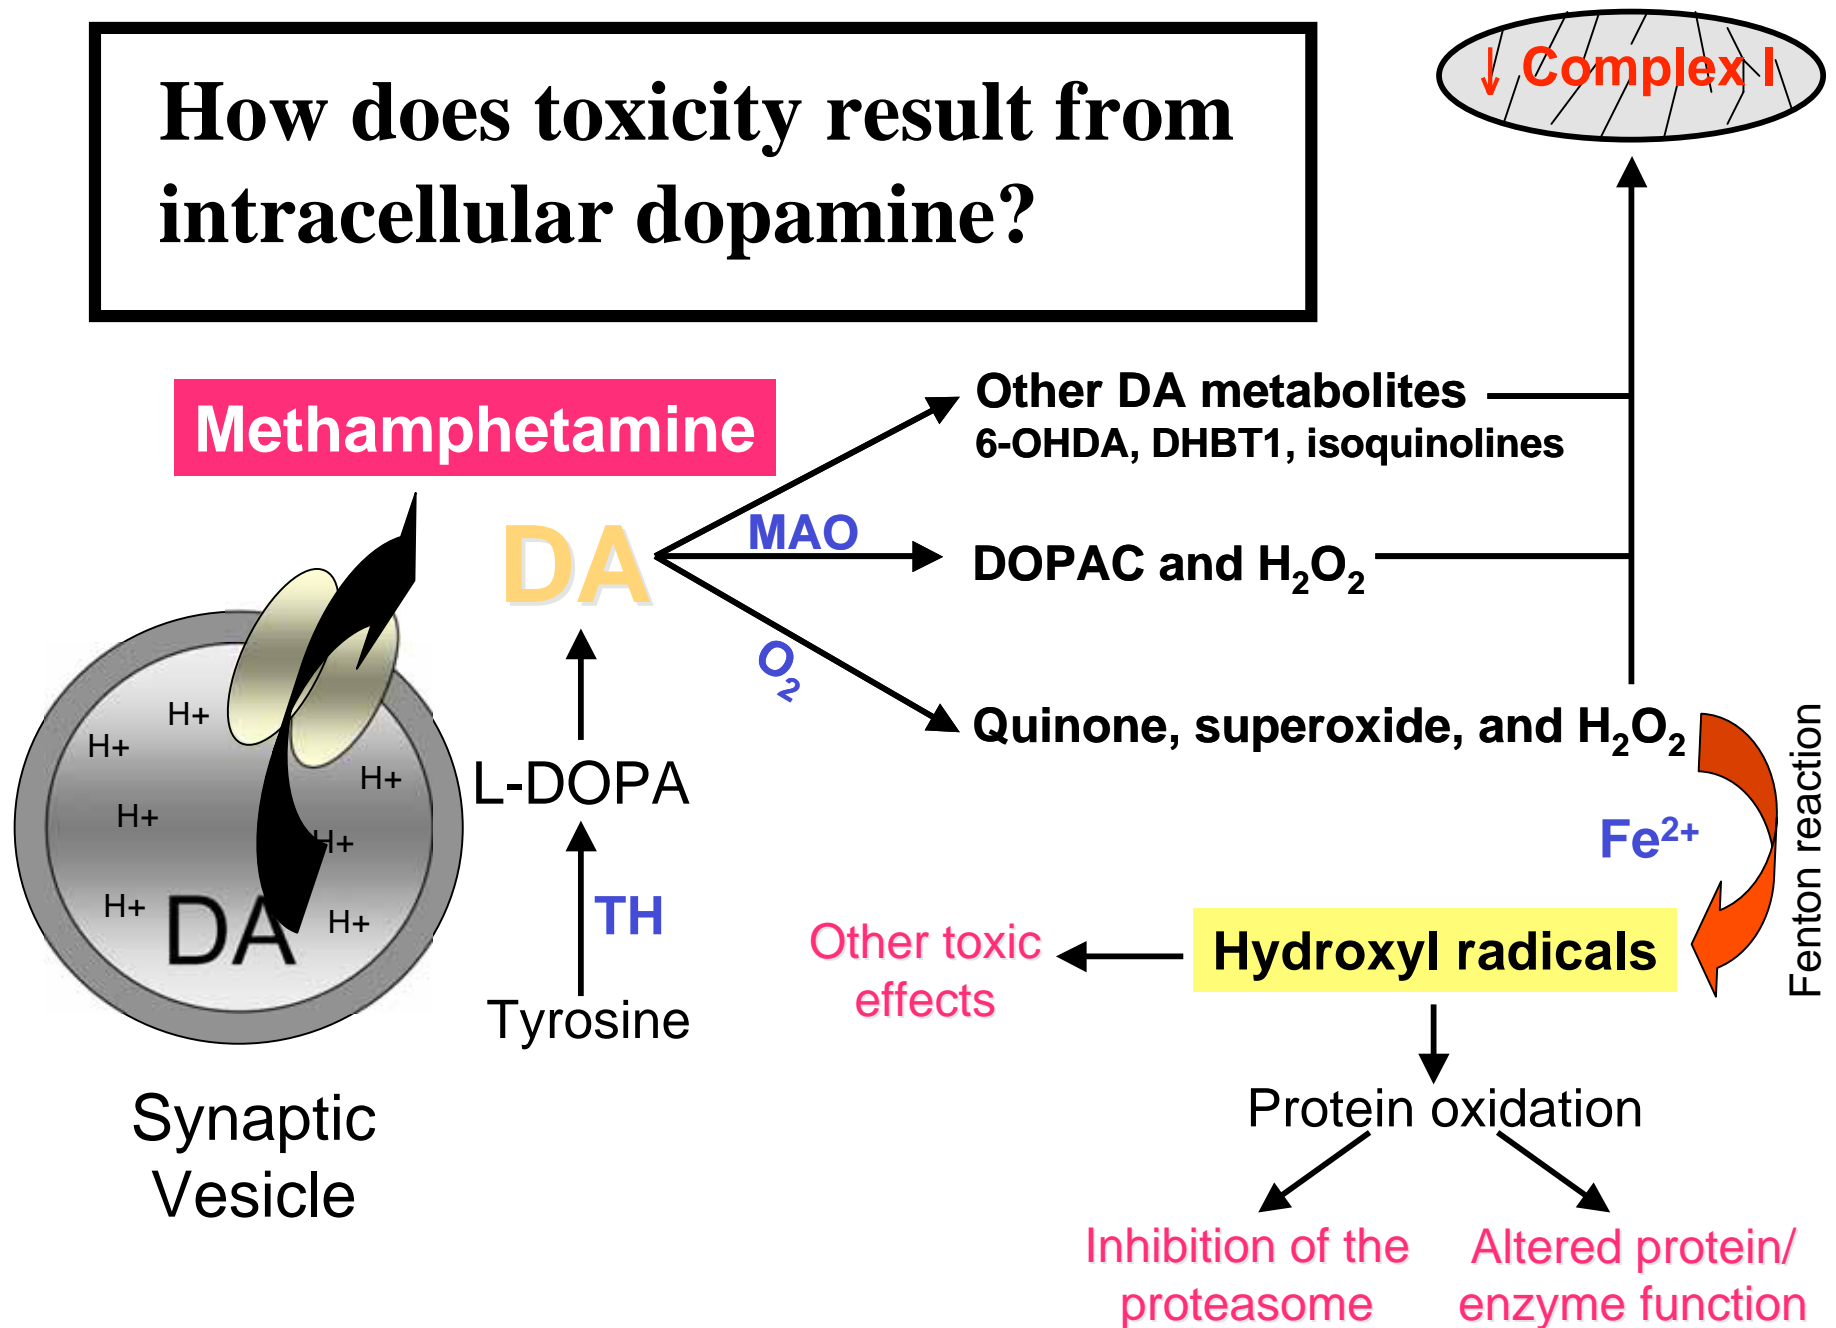 How does toxicity result from
intracellular dopamine?
↓ Complex I
Methamphetamine
Other DA metabolites
6-OHDA, DHBT1, isoquinolines
DA
MAO
DOPAC and H₂O₂
O₂
Quinone, superoxide, and H₂O₂
Fe²⁺
Fenton reaction
H+
H+
H+
H+
H+
H+
H+
DA
L-DOPA
TH
Tyrosine
Other toxic
effects
Hydroxyl radicals
Synaptic
Vesicle
Protein oxidation
Inhibition of the
proteasome
Altered protein/
enzyme function